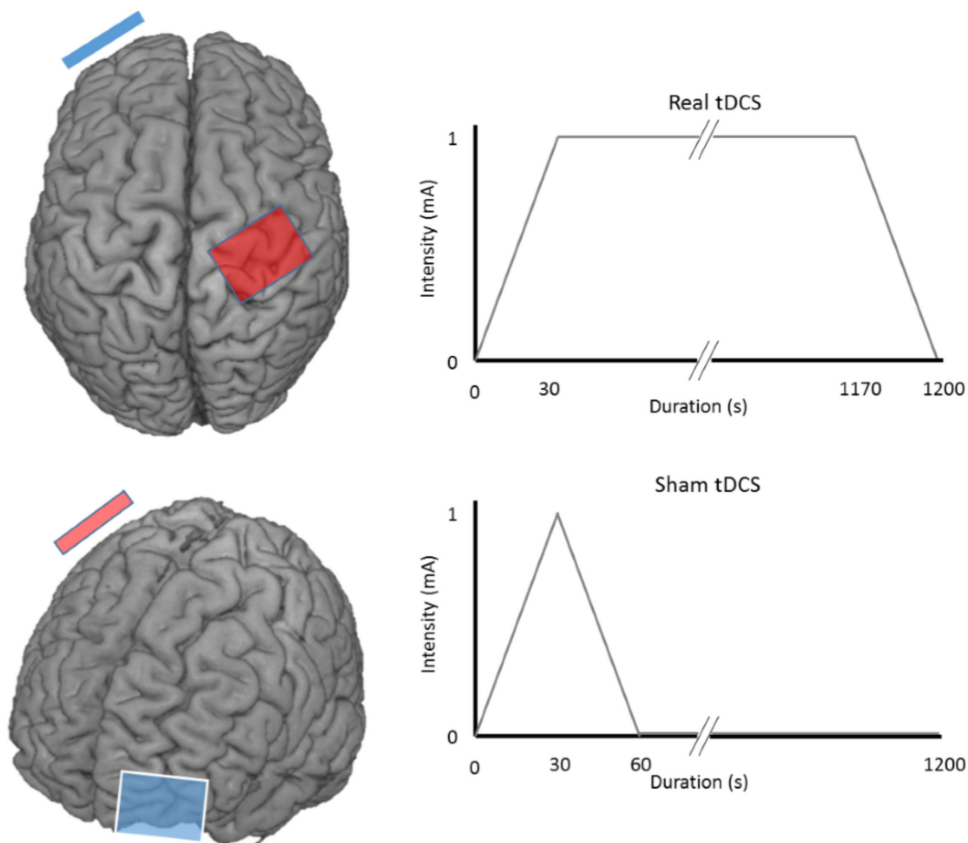 Real tDCS
1
Intensity (mA)
0
0 30 1170 1200
Duration (s)
Sham tDCS
1
Intensity (mA)
0
0 30 60 1200
Duration (s)